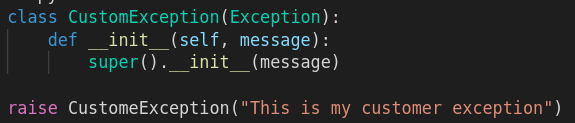 class CustomException(Exception):
    def __init__(self, message):
        super().__init__(message)

raise CustomeException("This is my customer exception")